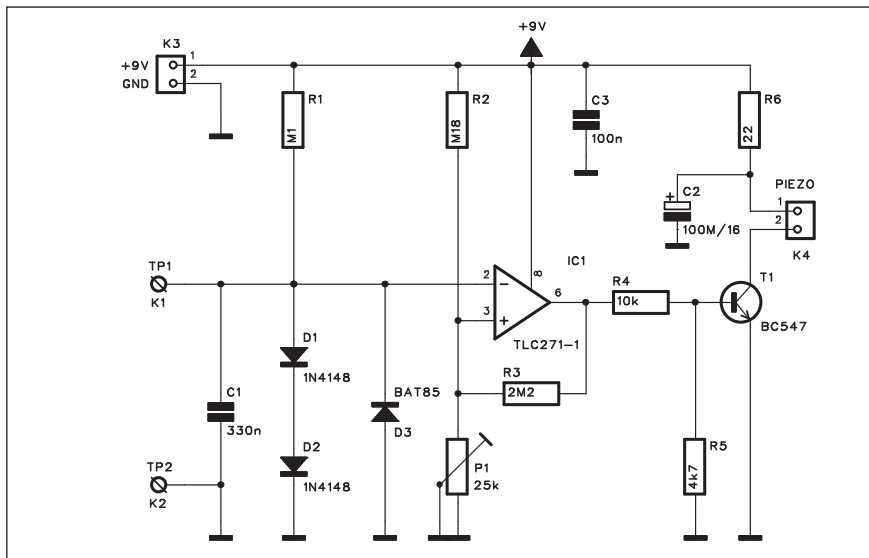 +9V
K3
+9V 1
GND 2
R1
M1
R2
M18
C3
100n
R6
22
C2
+
100M/16
PIEZO
1
2
K4
TP1
K1
2 −
3 +
8
6
IC1
TLC271-1
R4
10k
T1
BC547
D1
1N4148
C1
330n
BAT85
D3
R3
2M2
D2
1N4148
P1
25k
R5
4k7
TP2
K2